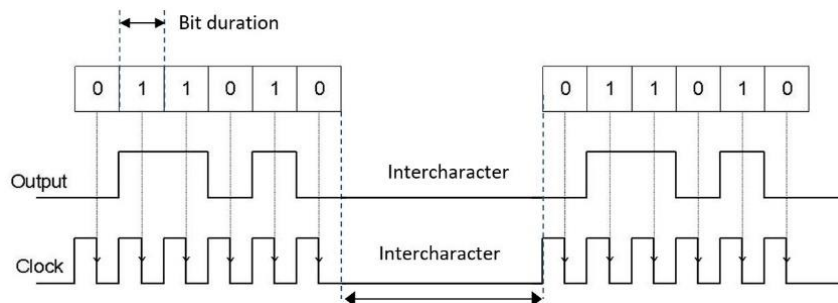 Bit duration
0 1 1 0 1 0 0 1 1 0 1 0
Intercharacter
Output
Intercharacter
Clock